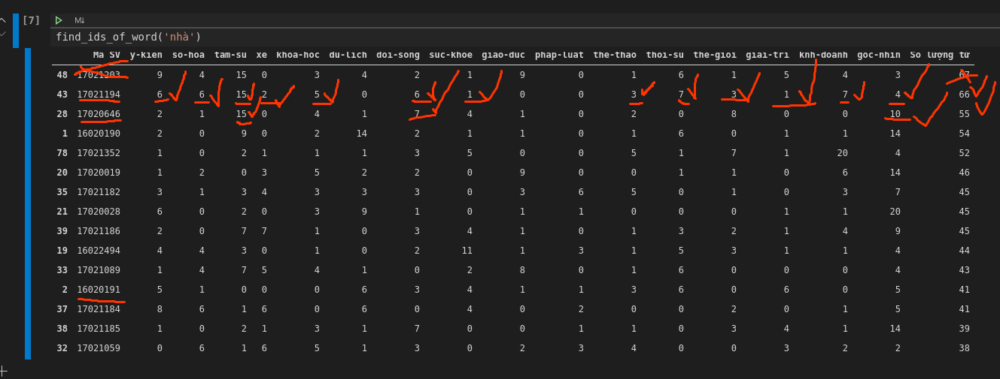 [7] M↓
find_ids_of_word('nhà')
Ma SV y-kien so-hoa tam-su xe khoa-hoc du-lich doi-song suc-khoe giao-duc phap-luat the-thao thoi-su the-gioi giai-tri knh-doanh goc-nhin Số lượng từ
48 17021203 9 4 15 0 3 4 2 1 9 0 1 6 1 5 4 3 67
43 17021194 6 6 15 2 5 0 6 1 0 0 3 7 3 1 7 4 66
28 17020646 2 1 15 0 4 1 7 4 1 0 2 0 8 0 0 10 55
1 16020190 2 0 9 0 2 14 2 1 1 0 1 6 0 1 1 14 54
78 17021352 1 0 2 1 1 1 3 5 0 0 5 1 7 1 20 4 52
20 17020019 1 2 0 3 5 2 2 0 9 0 0 1 1 0 6 14 46
35 17021182 3 1 3 4 3 3 3 0 3 6 5 0 1 0 3 7 45
21 17020028 6 0 2 0 3 9 1 0 1 1 0 0 0 1 1 20 45
39 17021186 2 0 7 7 1 0 3 4 1 0 1 3 2 1 4 9 45
19 16022494 4 4 3 0 1 0 2 11 1 3 1 5 3 1 1 4 44
33 17021089 1 4 7 5 4 1 0 2 8 0 1 6 0 0 0 4 43
2 16020191 5 1 0 0 0 6 3 4 1 1 3 6 0 6 0 5 41
37 17021184 8 6 1 6 0 6 0 4 0 2 0 0 2 0 1 5 41
38 17021185 1 0 2 1 3 1 7 0 0 1 1 0 3 4 1 14 39
32 17021059 0 6 1 6 5 1 3 0 2 3 4 0 0 3 2 2 38